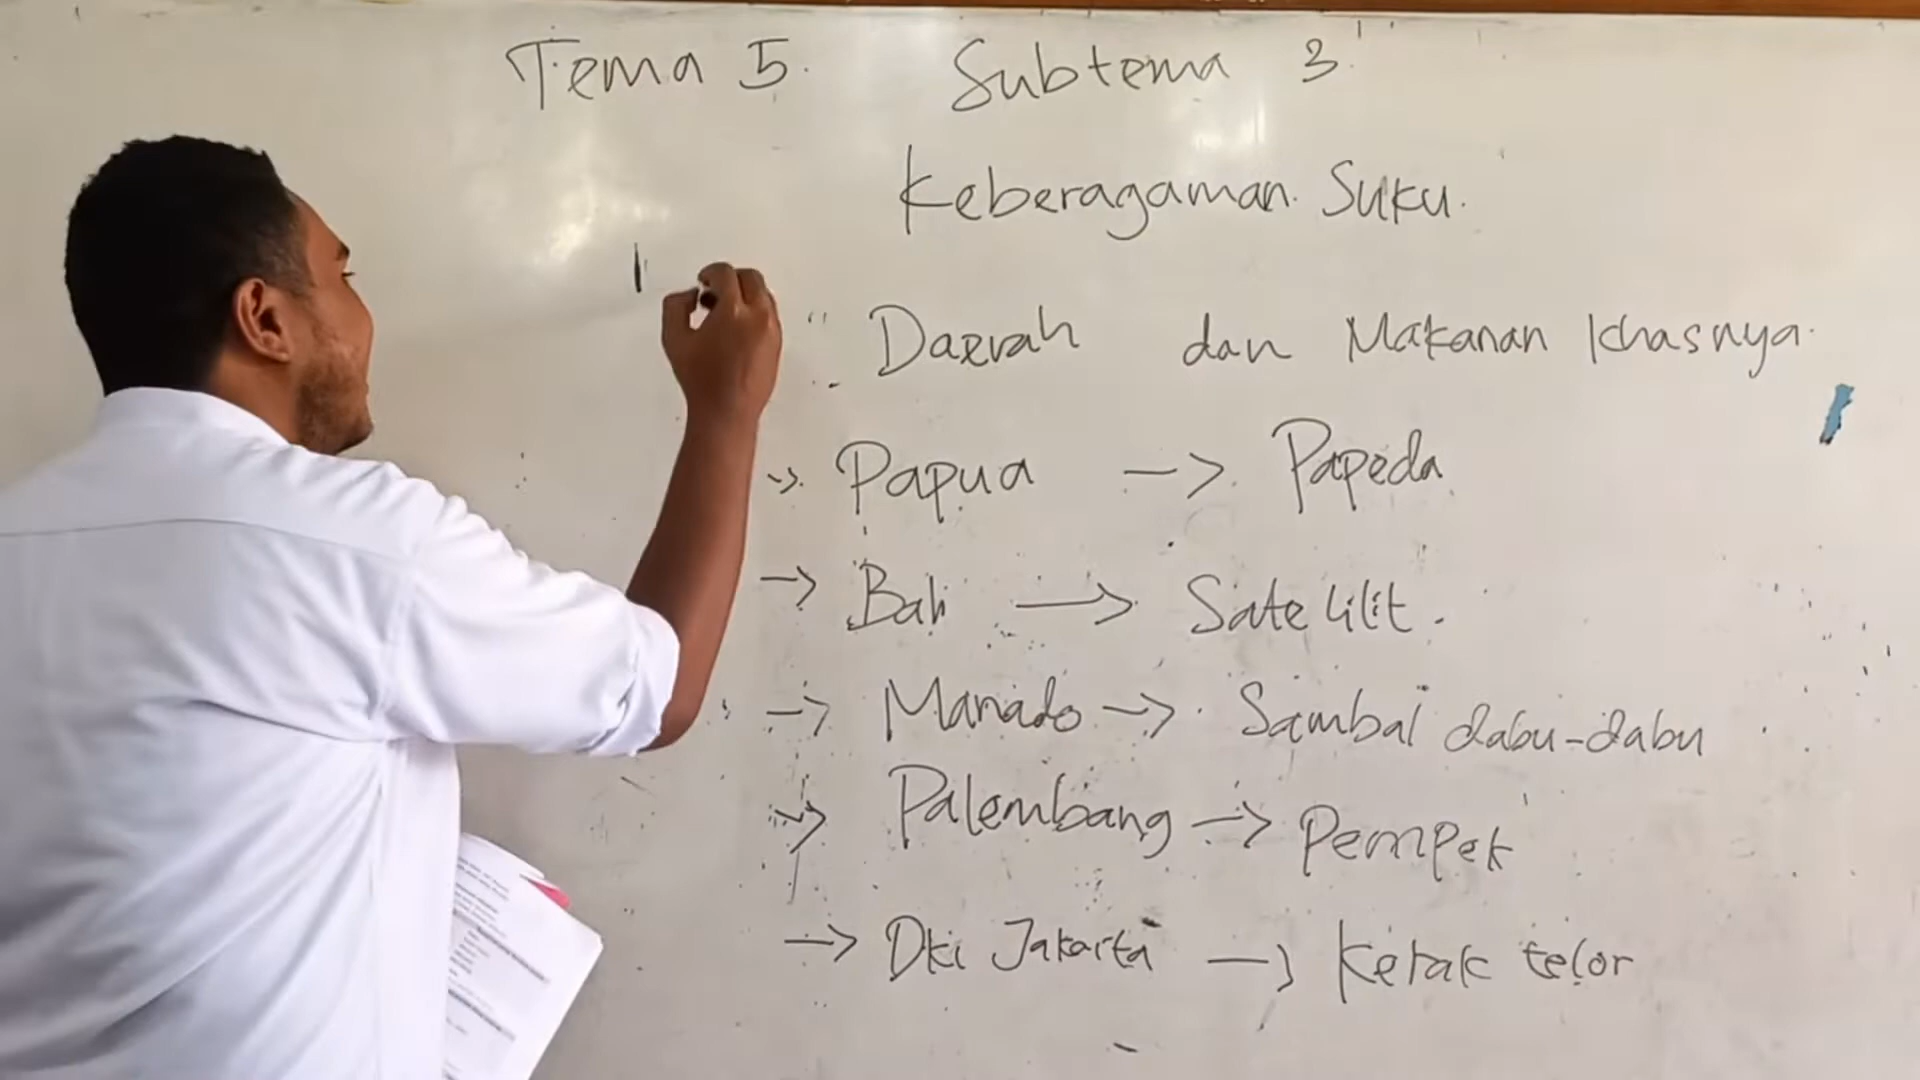 Tema 5. Subtema 3
Keberagaman Suku.
Daerah dan Makanan Khasnya.
-> Papua -> Papeda
-> Bali -> Sate lilit.
-> Manado -> Sambal dabu-dabu
-> Palembang -> Pempek
-> Dki Jakarta -> Kerak telor